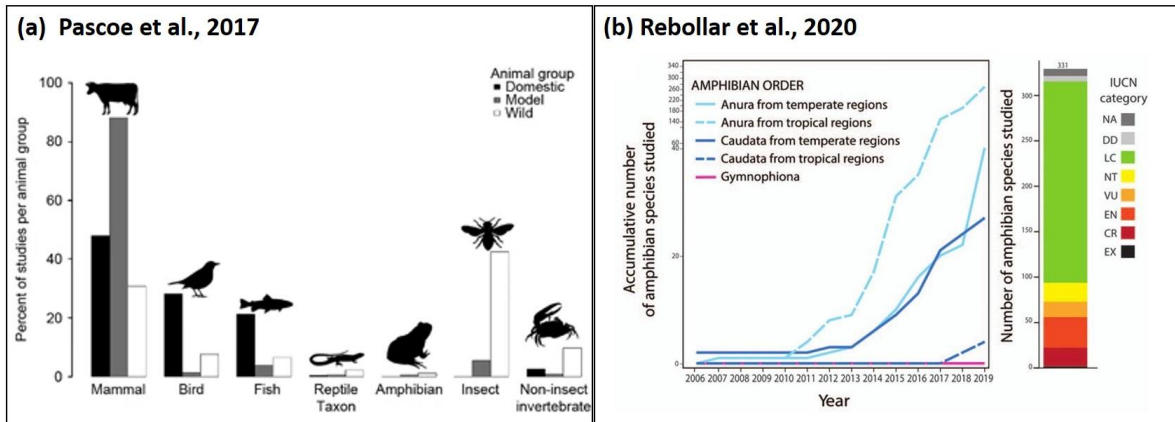 (a) Pascoe et al., 2017
Percent of studies per animal group
100
80
60
40
20
0
Animal group
Domestic
Model
Wild
Mammal
Bird
Fish
Reptile
Taxon
Amphibian
Insect
Non-insect
invertebrate
(b) Rebollar et al., 2020
Accumulative number
of amphibian species studied
340
300
260
220
180
140
60
40
20
0
AMPHIBIAN ORDER
Anura from temperate regions
Anura from tropical regions
Caudata from temperate regions
Caudata from tropical regions
Gymnophiona
2006 2007 2008 2009 2010 2011 2012 2013 2014 2015 2016 2017 2018 2019
Year
Number of amphibian species studied
331
300
250
200
150
100
50
0
IUCN
category
NA
DD
LC
NT
VU
EN
CR
EX